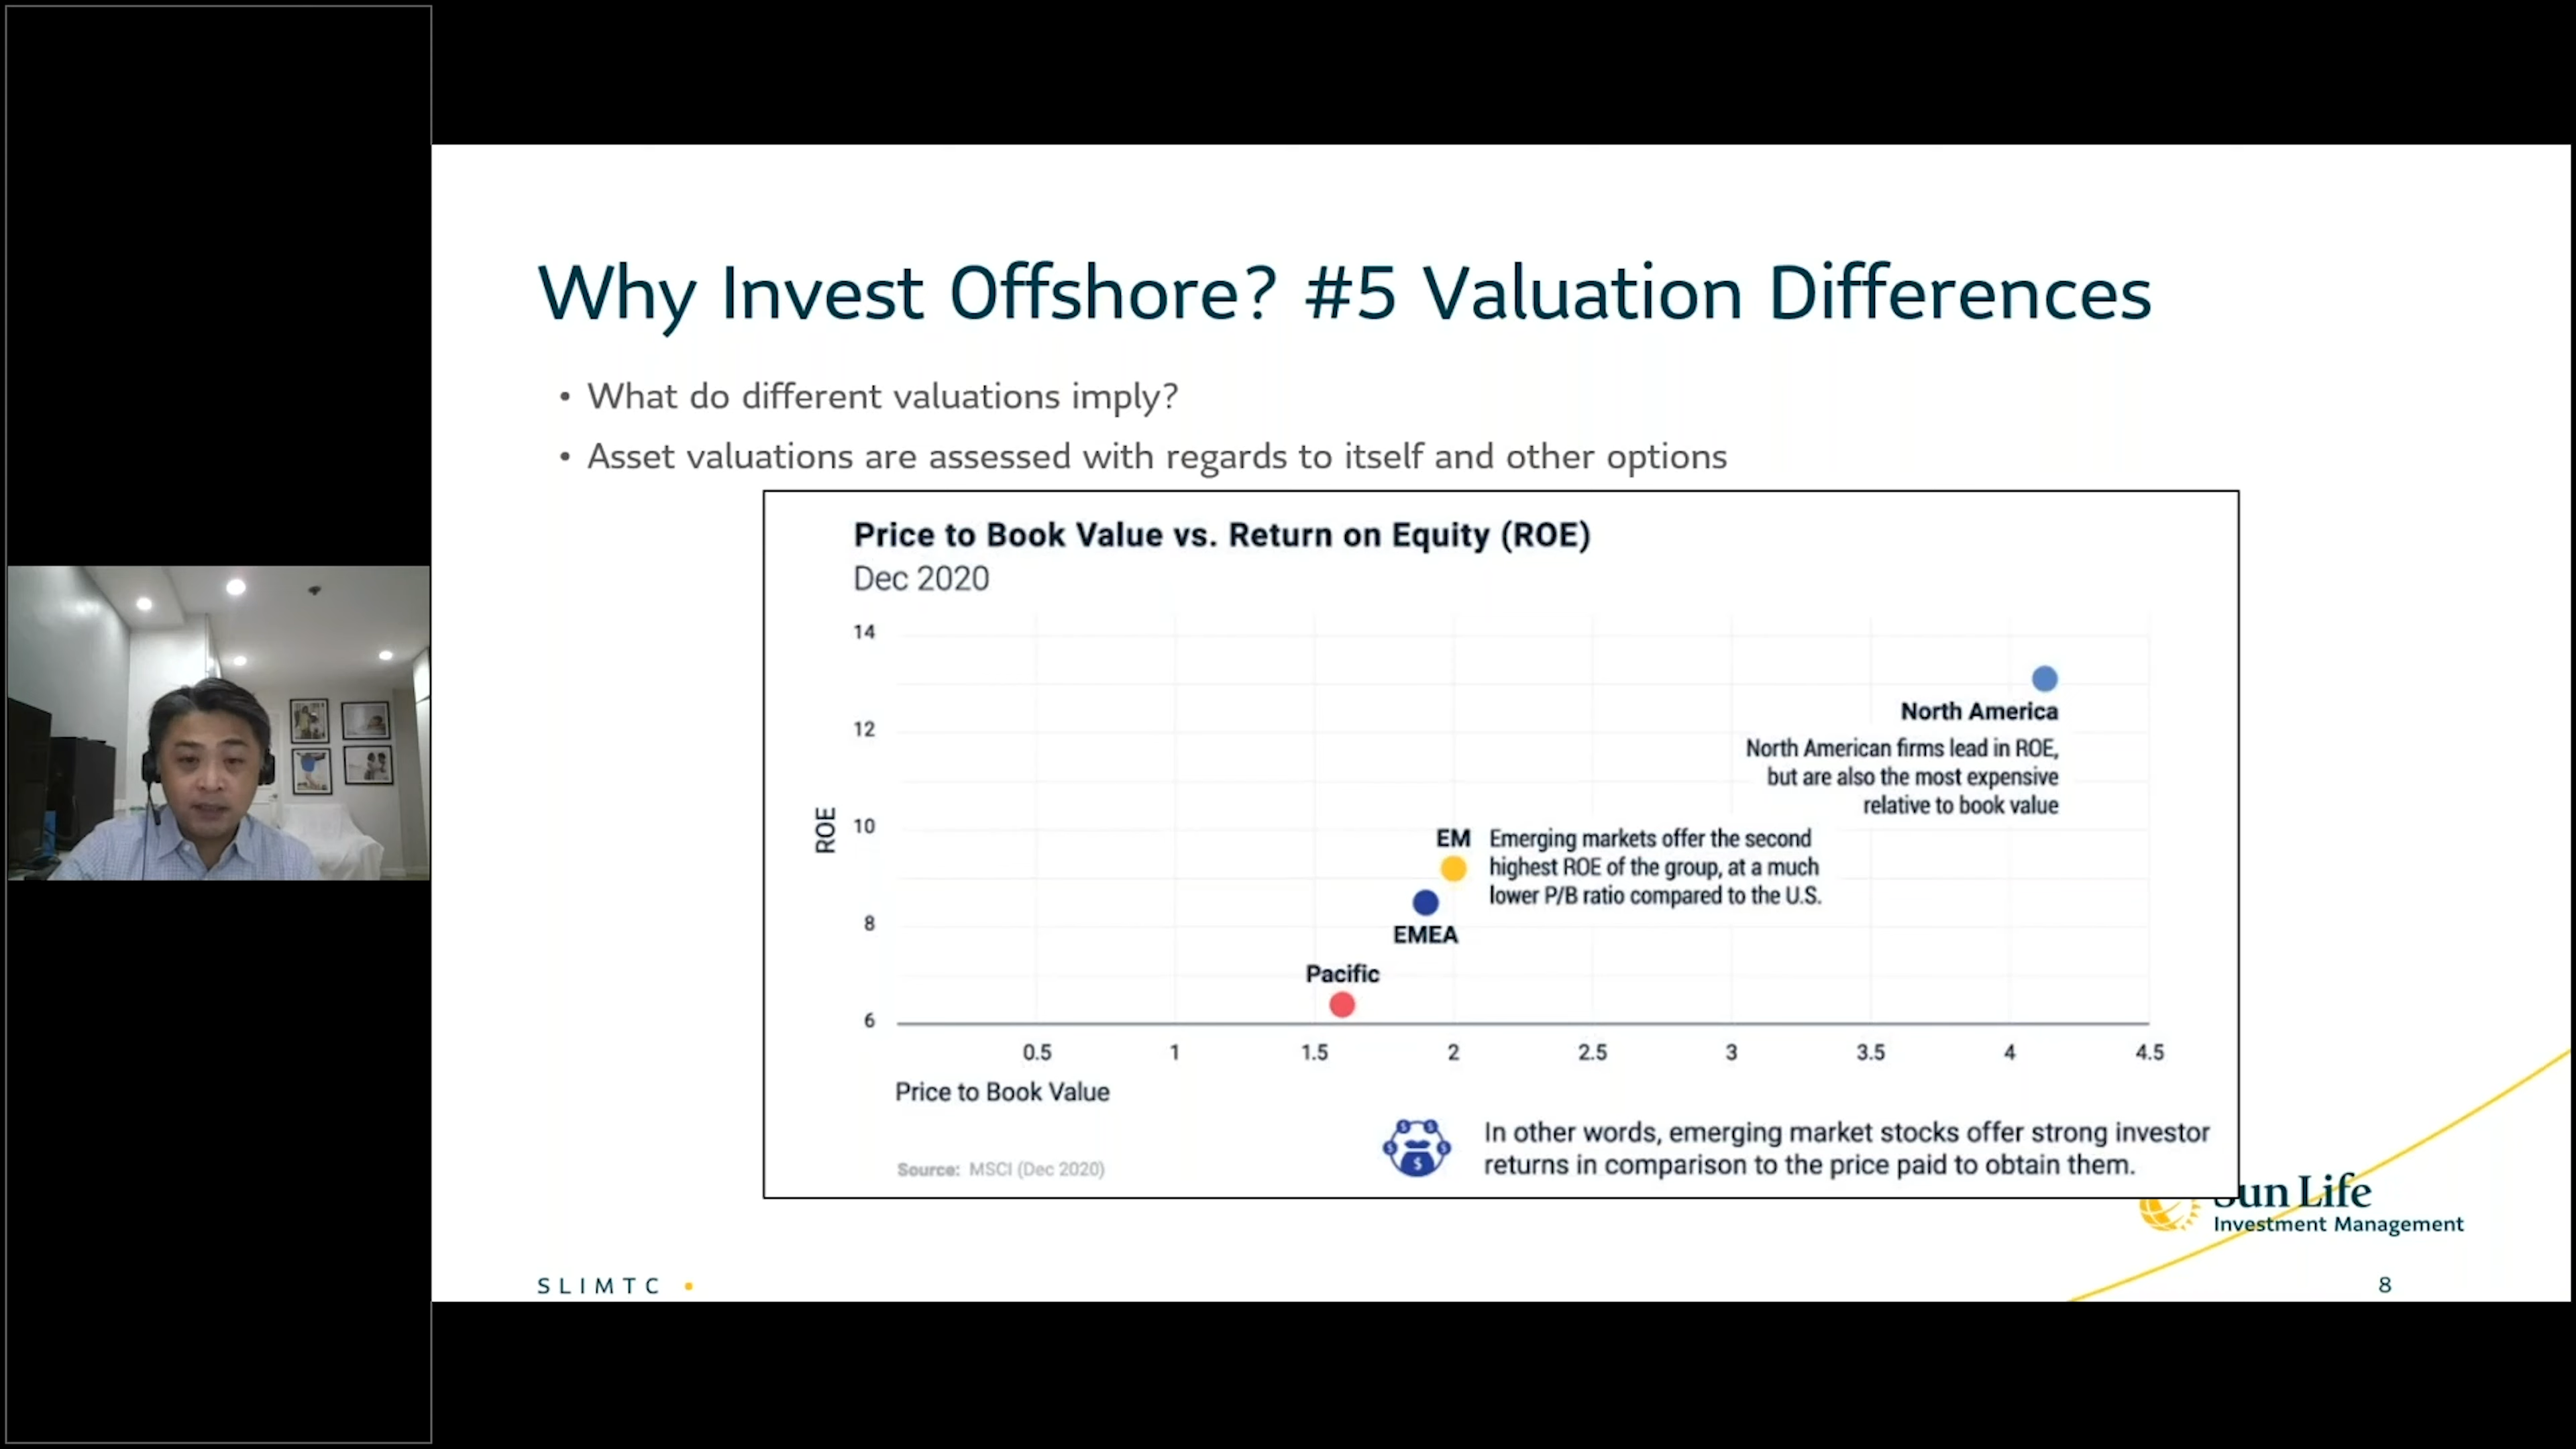 Why Invest Offshore? #5 Valuation Differences
• What do different valuations imply?
• Asset valuations are assessed with regards to itself and other options
Price to Book Value vs. Return on Equity (ROE)
Dec 2020
14
12
10
8
6
ROE
North America
North American firms lead in ROE,
but are also the most expensive
relative to book value
EM
Emerging markets offer the second
highest ROE of the group, at a much
lower P/B ratio compared to the U.S.
EMEA
Pacific
0.5 1 1.5 2 2.5 3 3.5 4 4.5
Price to Book Value
In other words, emerging market stocks offer strong investor
returns in comparison to the price paid to obtain them.
Source: MSCI (Dec 2020)
Sun Life
Investment Management
SLIMTC
8